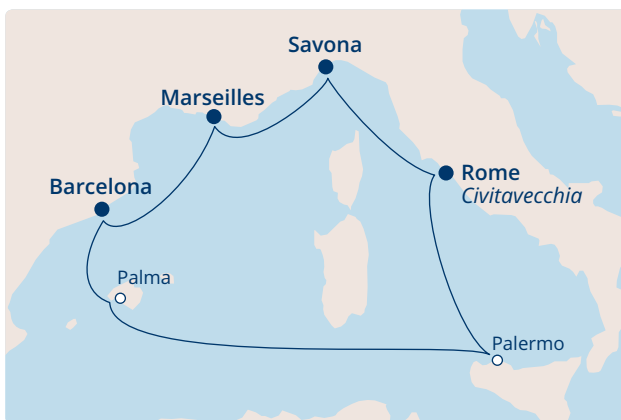 Savona
Marseilles
Rome
Barcelona
Civitavecchia
Palma
Palermo